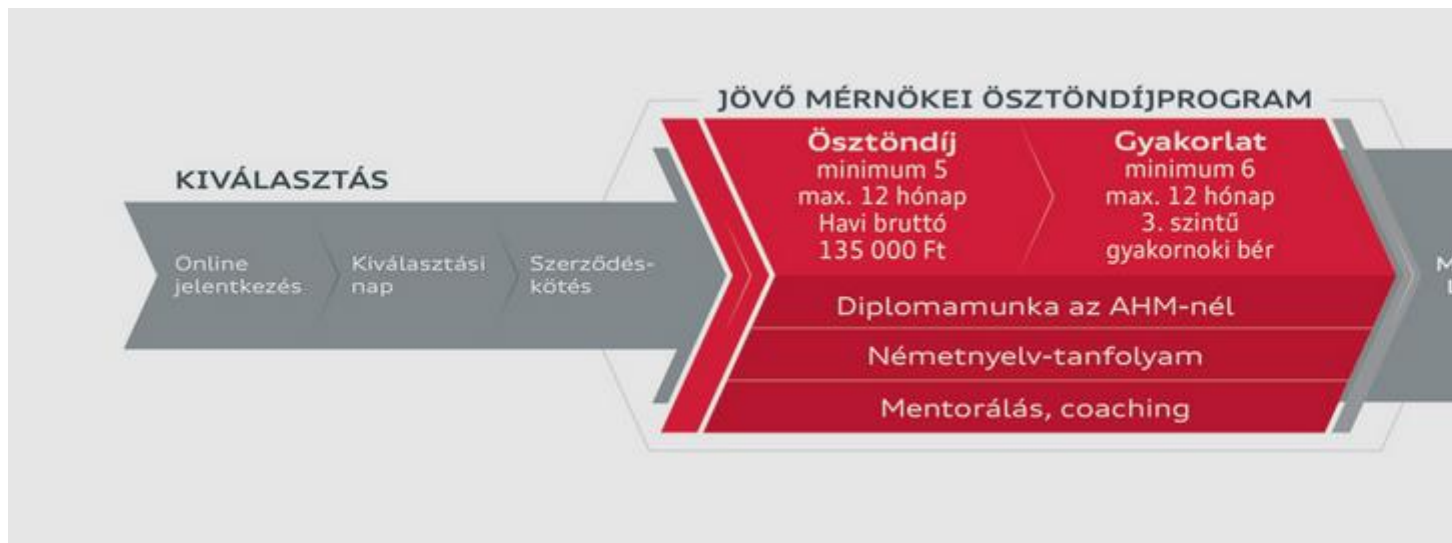 KIVÁLASZTÁS
Online
jelentkezés
Kiválasztási
nap
Szerződés-
kötés
JÖVŐ MÉRNÖKEI ÖSZTÖNDÍJPROGRAM
Ösztöndíj
minimum 5
max. 12 hónap
Havi bruttó
135 000 Ft
Gyakorlat
minimum 6
max. 12 hónap
3. szintű
gyakornoki bér
Diplomamunka az AHM-nél
Németnyelv-tanfolyam
Mentorálás, coaching